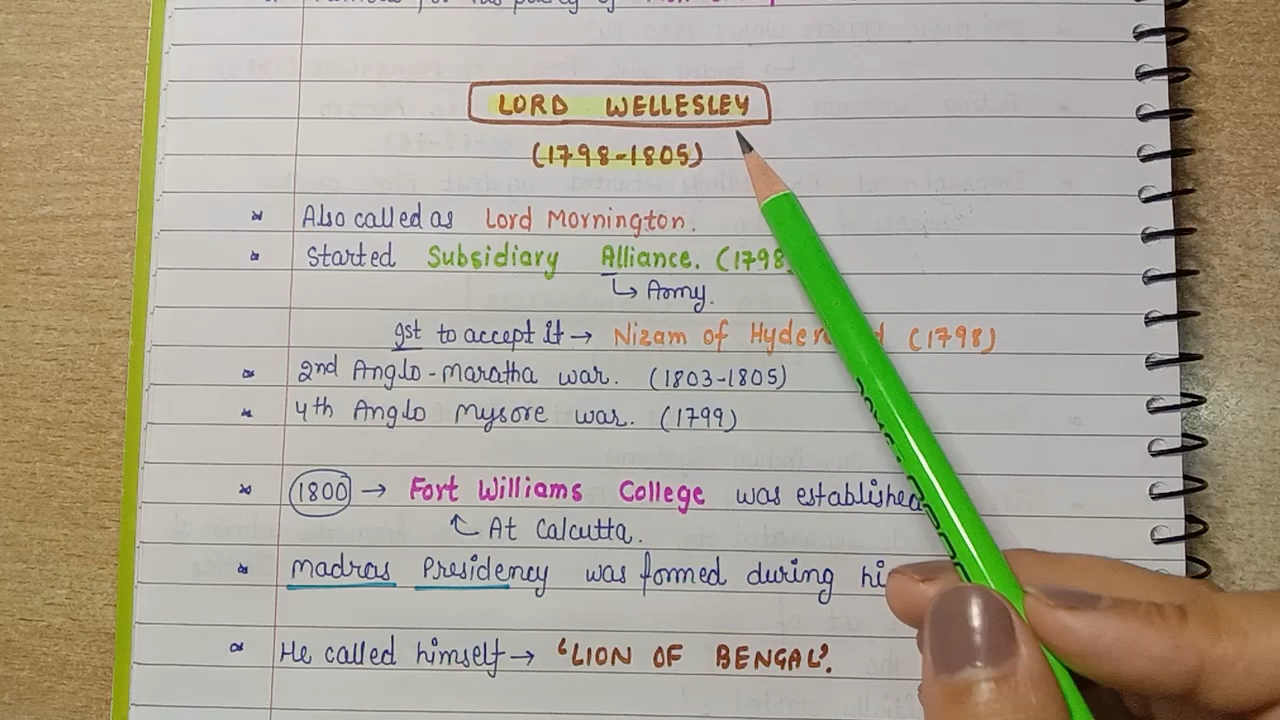 LORD WELLESLEY
(1798-1805)
* Also called as Lord Mornington.
* Started Subsidiary Alliance. (1798
↳ Army.
Ist to accept it → Nizam of (1798)
* 2nd Anglo-Maratha war. (1803-1805)
* 4th Anglo Mysore war. (1799)
* 1800 → Fort Williams College was established
↸ At Calcutta.
* Madras Presidency was formed during
* He called himself → 'LION OF BENGAL'.